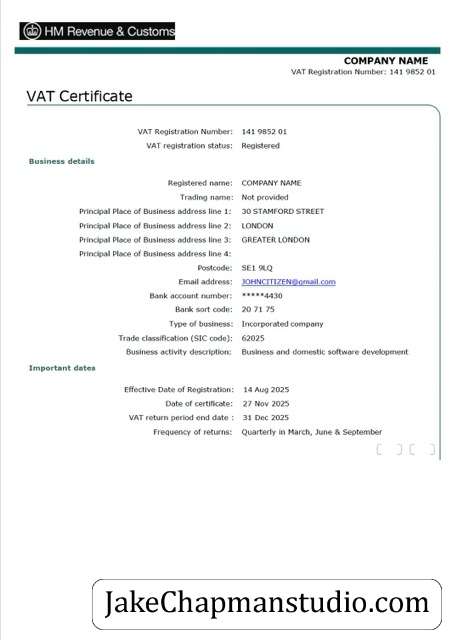 HM Revenue & Customs
COMPANY NAME
VAT Registration Number: 141 9852 01
VAT Certificate
VAT Registration Number: 141 9852 01
VAT registration status: Registered
Business details
Registered name: COMPANY NAME
Trading name: Not provided
Principal Place of Business address line 1: 30 STAMFORD STREET
Principal Place of Business address line 2: LONDON
Principal Place of Business address line 3: GREATER LONDON
Principal Place of Business address line 4:
Postcode: SE1 9LQ
Email address: JOHNCITIZEN@gmail.com
Bank account number: *****4430
Bank sort code: 20 71 75
Type of business: Incorporated company
Trade classification (SIC code): 62025
Business activity description: Business and domestic software development
Important dates
Effective Date of Registration: 14 Aug 2025
Date of certificate: 27 Nov 2025
VAT return period end date : 31 Dec 2025
Frequency of returns: Quarterly in March, June & September
JakeChapmanstudio.com